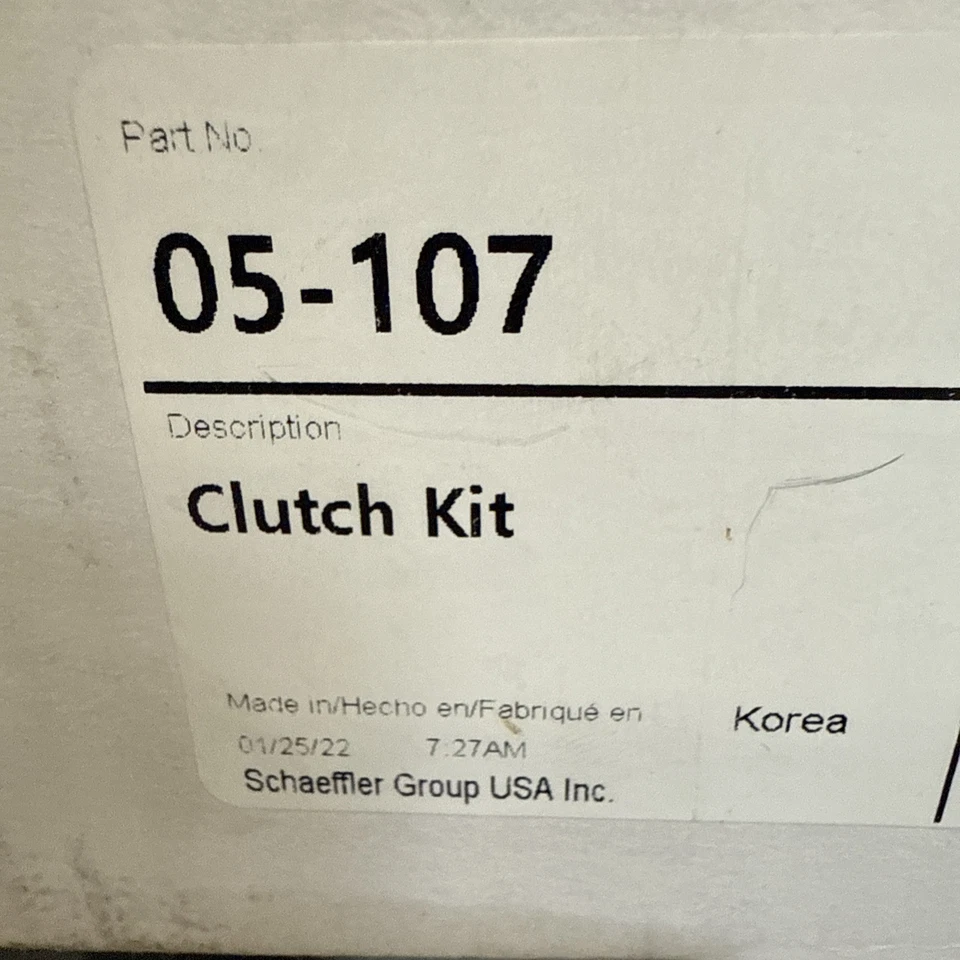 Part No.
05-107
Description
Clutch Kit
Made in/Hecho en/Fabriqué en Korea
01/25/22 7:27AM
Schaeffler Group USA Inc.